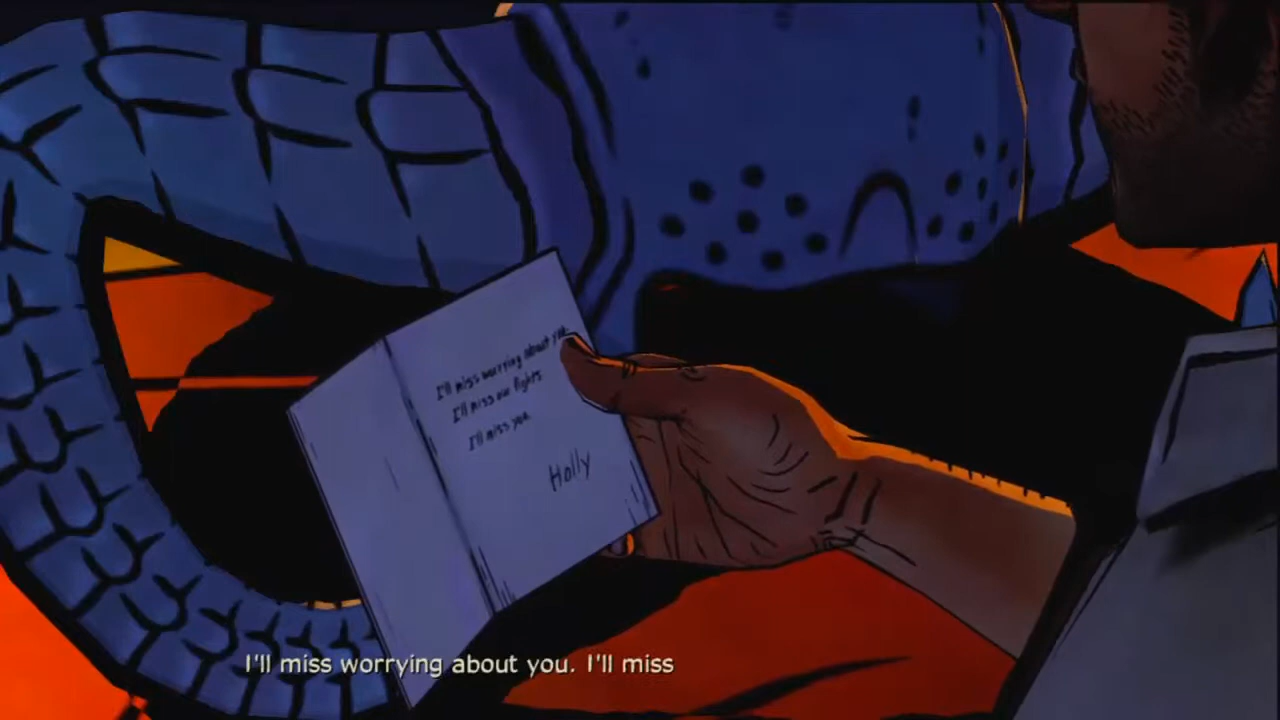 I'll miss worrying about you.
I'll miss our fights
I'll miss you.
Holly
I'll miss worrying about you. I'll miss